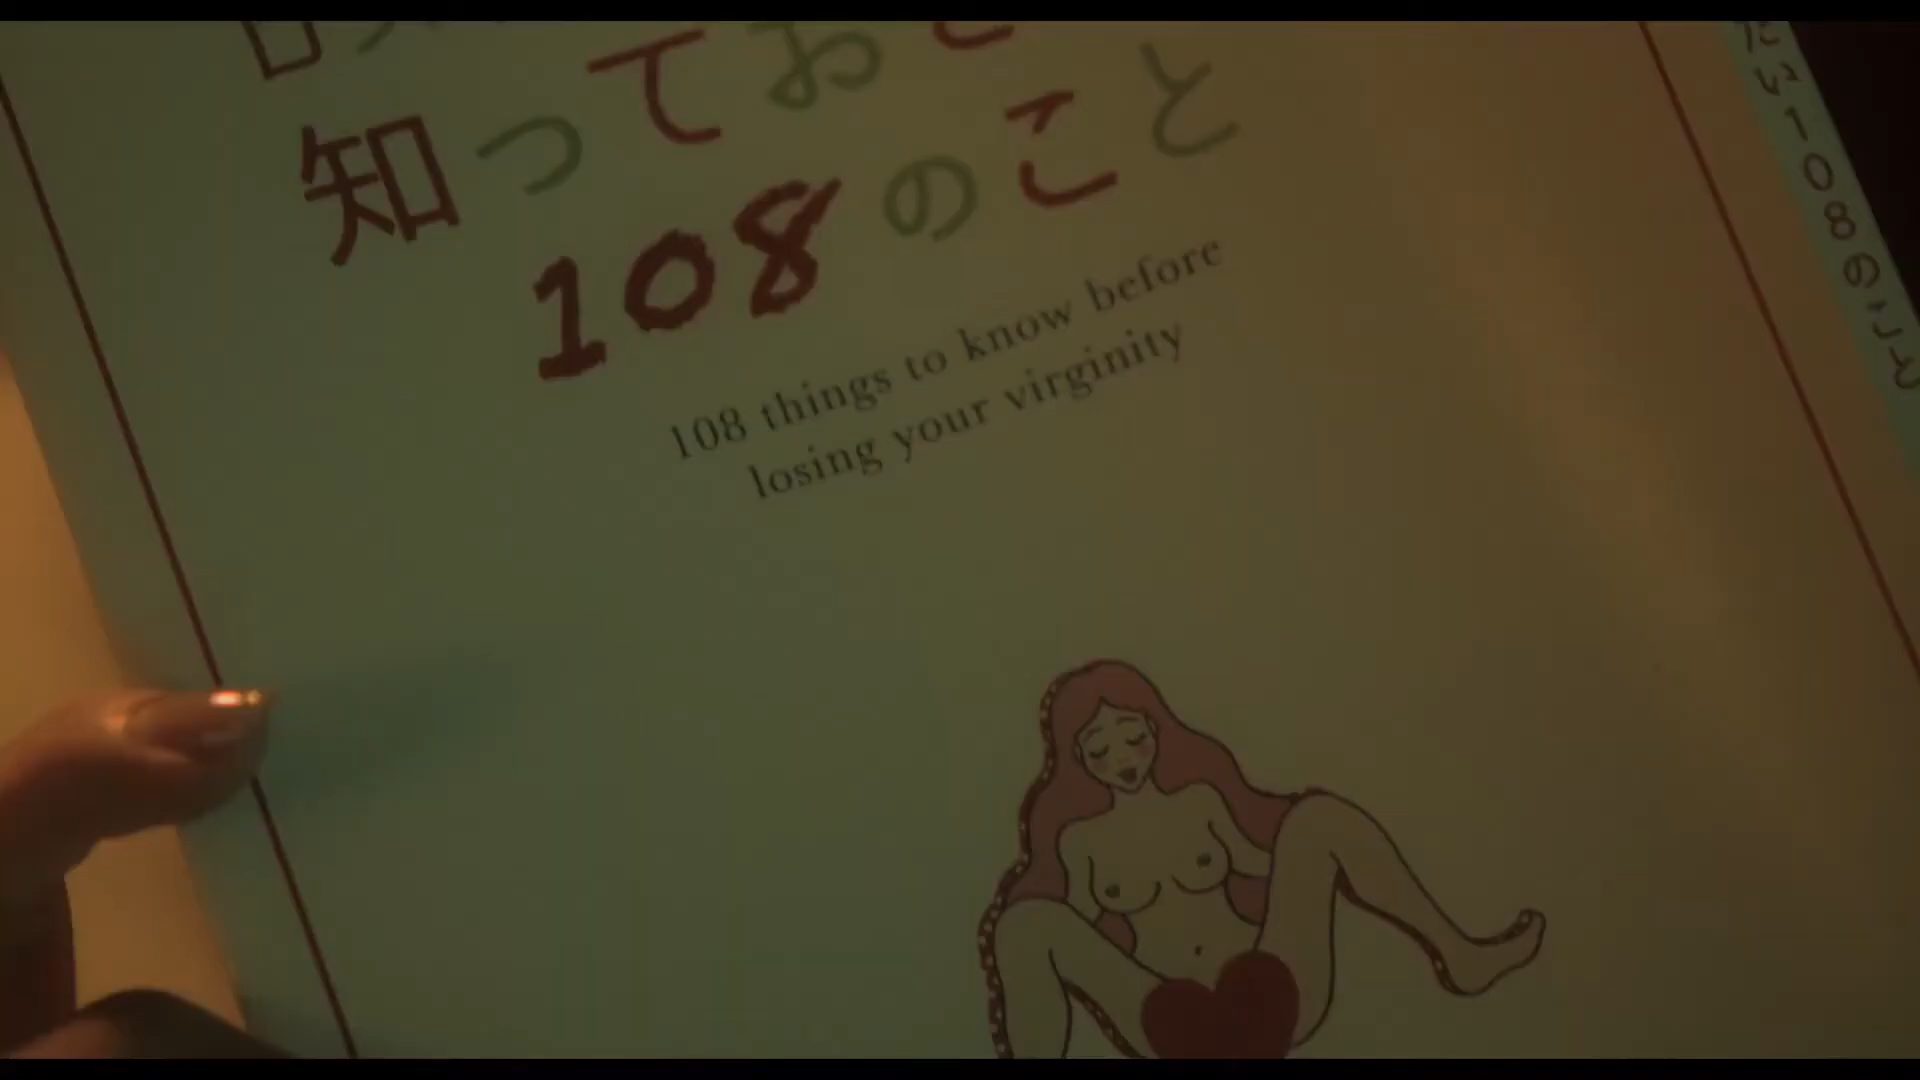 知っておこ
108のこと
108 things to know before
losing your virginity
たい108のこと